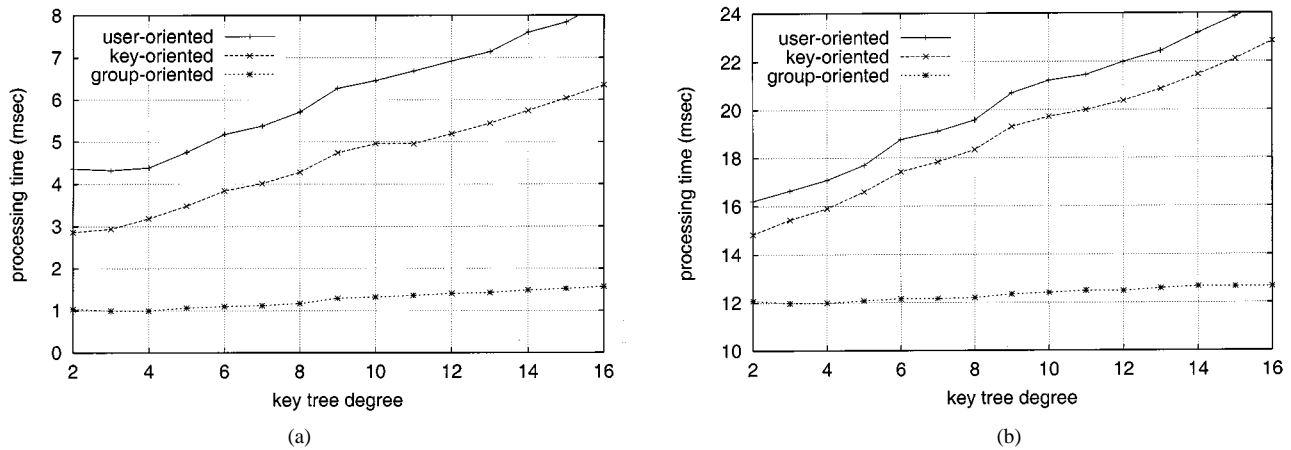 8
7
6
5
4
3
2
1
0
processing time (msec)
user-oriented
key-oriented
group-oriented
2 4 6 8 10 12 14 16
key tree degree
(a)
24
22
20
18
16
14
12
10
processing time (msec)
user-oriented
key-oriented
group-oriented
2 4 6 8 10 12 14 16
key tree degree
(b)